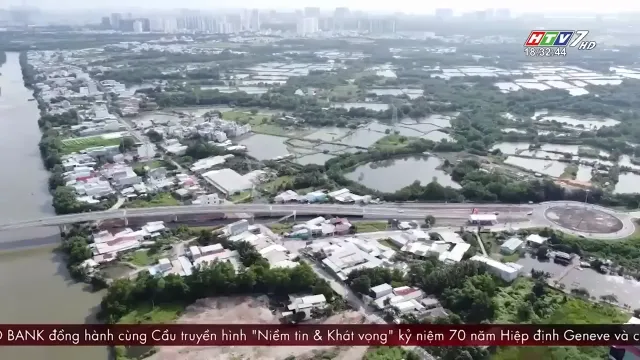 HTV7 HD
18:32:44
BANK đồng hành cùng Cầu truyền hình "Niềm tin & Khát vọng" kỷ niệm 70 năm Hiệp định Geneve và